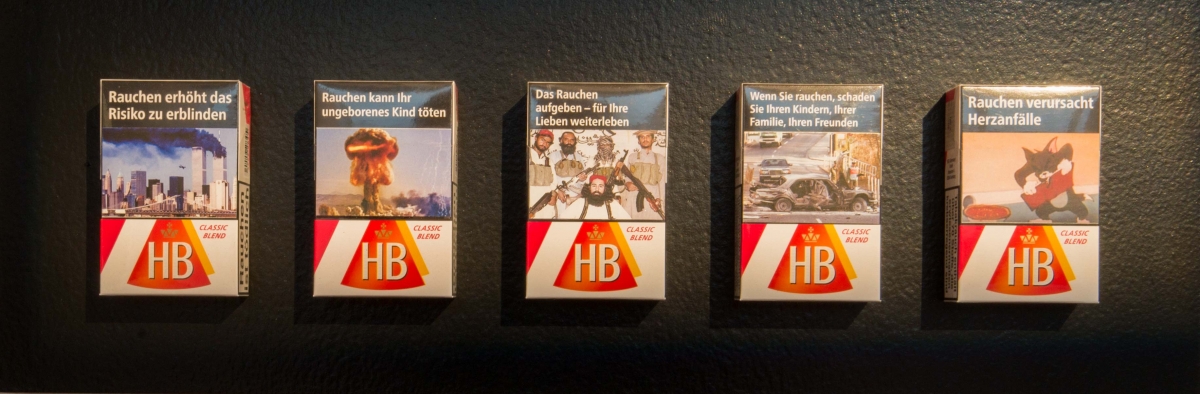 Rauchen erhöht das
Risiko zu erblinden
CLASSIC
BLEND
HB
Rauchen
Rauchen kann Ihr
ungeborenes Kind töten
CLASSIC
BLEND
HB
Das Rauchen
aufgeben – für Ihre
Lieben weiterleben
CLASSIC
BLEND
HB
Wenn Sie rauchen, schaden
Sie Ihren Kindern, Ihrer
Familie, Ihren Freunden
CLASSIC
BLEND
HB
Rauchen verursacht
Herzanfälle
CLASSIC
BLEND
HB